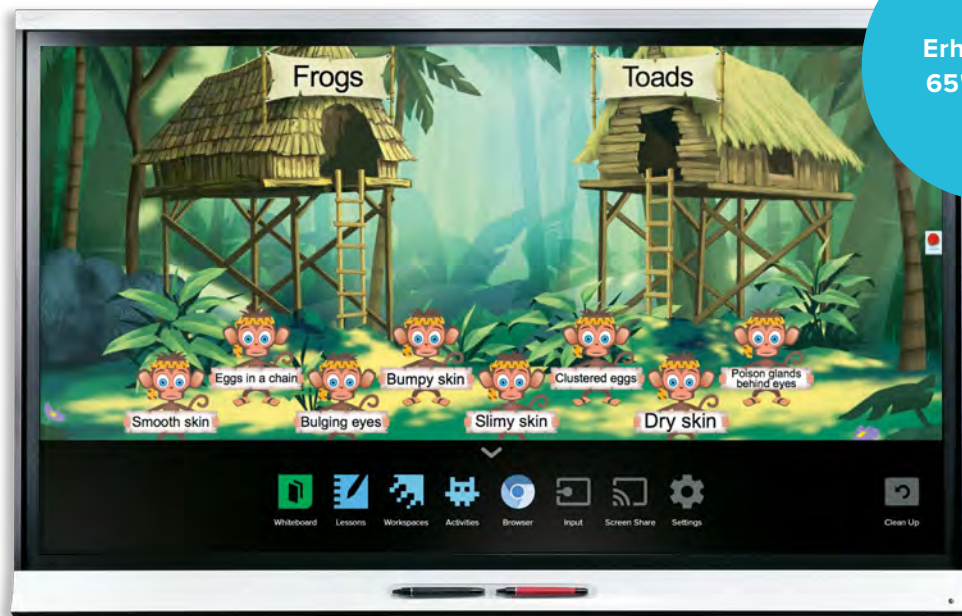 Erh
65"
Frogs
Toads
Eggs in a chain
Bumpy skin
Clustered eggs
Poison glands
behind eyes
Smooth skin
Bulging eyes
Slimy skin
Dry skin
Whiteboard
Lessons
Workspaces
Activities
Browser
Input
Screen Share
Settings
Clean Up